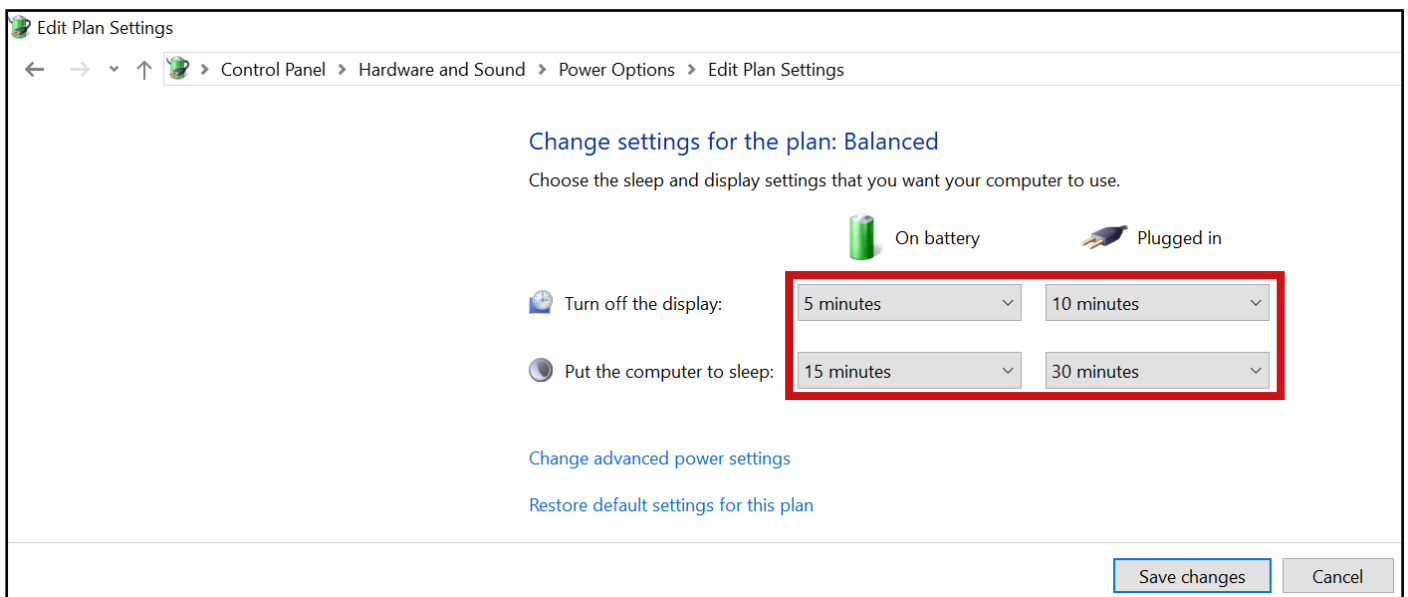 Edit Plan Settings
Control Panel > Hardware and Sound > Power Options > Edit Plan Settings
Change settings for the plan: Balanced
Choose the sleep and display settings that you want your computer to use.
On battery Plugged in
Turn off the display: 5 minutes 10 minutes
Put the computer to sleep: 15 minutes 30 minutes
Change advanced power settings
Restore default settings for this plan
Save changes Cancel